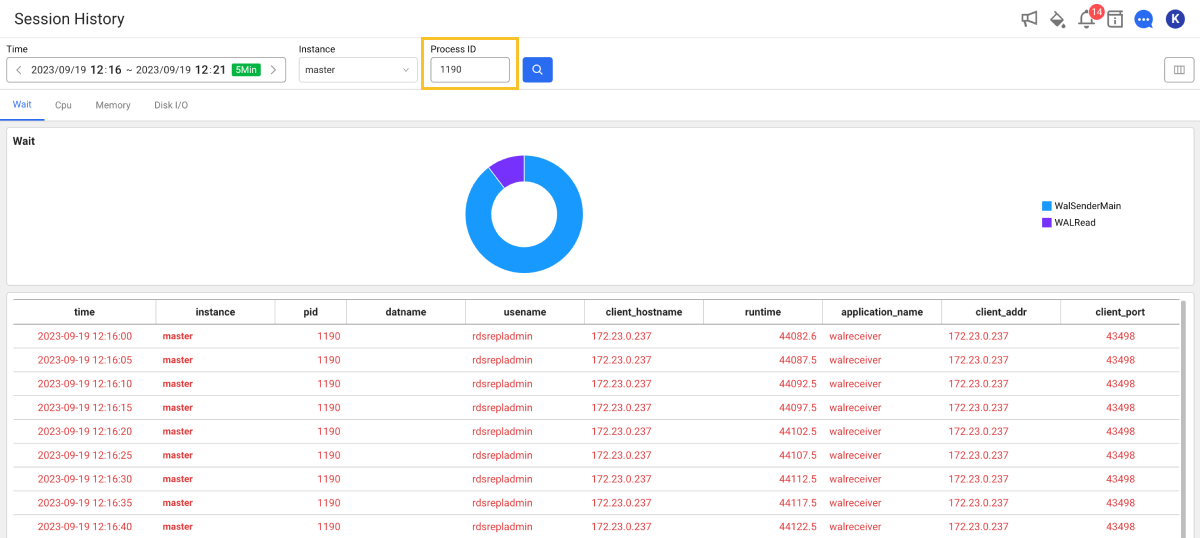 Session History
14
K
Time
Instance
Process ID
2023/09/19 12:16 ~ 2023/09/19 12:21 5Min
master
1190
Wait Cpu Memory Disk I/O
Wait
WalSenderMain
WALRead
time instance pid datname usename client_hostname runtime application_name client_addr client_port
2023-09-19 12:16:00 master 1190 rdsrepladmin 172.23.0.237 44082.6 walreceiver 172.23.0.237 43498
2023-09-19 12:16:05 master 1190 rdsrepladmin 172.23.0.237 44087.5 walreceiver 172.23.0.237 43498
2023-09-19 12:16:10 master 1190 rdsrepladmin 172.23.0.237 44092.5 walreceiver 172.23.0.237 43498
2023-09-19 12:16:15 master 1190 rdsrepladmin 172.23.0.237 44097.5 walreceiver 172.23.0.237 43498
2023-09-19 12:16:20 master 1190 rdsrepladmin 172.23.0.237 44102.5 walreceiver 172.23.0.237 43498
2023-09-19 12:16:25 master 1190 rdsrepladmin 172.23.0.237 44107.5 walreceiver 172.23.0.237 43498
2023-09-19 12:16:30 master 1190 rdsrepladmin 172.23.0.237 44112.5 walreceiver 172.23.0.237 43498
2023-09-19 12:16:35 master 1190 rdsrepladmin 172.23.0.237 44117.5 walreceiver 172.23.0.237 43498
2023-09-19 12:16:40 master 1190 rdsrepladmin 172.23.0.237 44122.5 walreceiver 172.23.0.237 43498